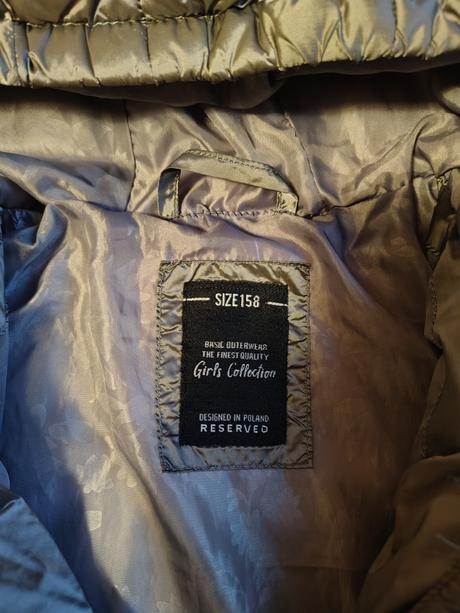 SIZE 158
BASIC OUTERWEAR
THE FINEST QUALITY
Girls Collection
DESIGNED IN POLAND
RESERVED